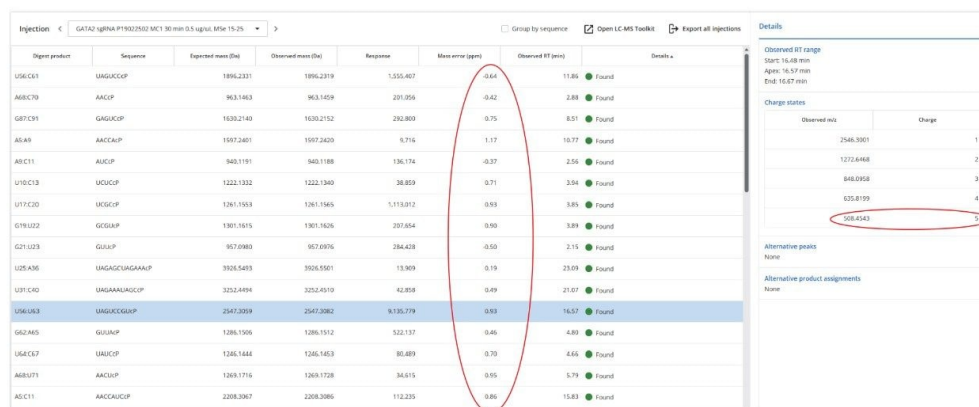 Injection < GATA2 sgRNA P19022502 MC1 30 min 0.5 ug/uL MSe 15-25 >
Group by sequence Open LC-MS Toolkit Export all injections
Digest product Sequence Expected mass (Da) Observed mass (Da) Response Mass error (ppm) Observed RT (min) Details
U56:C61 UAGUCCcP 1896.2331 1896.2319 1,555,407 -0.64 11.86 Found
A68:C70 AACcP 963.1463 963.1459 201,056 -0.42 2.88 Found
G87:C91 GAGUCcP 1630.2140 1630.2152 292,800 0.75 8.51 Found
A5:A9 AACCAcP 1597.2401 1597.2420 9,716 1.17 10.77 Found
A9:C11 AUCcP 940.1191 940.1188 136,174 -0.37 2.56 Found
U10:C13 UCUCcP 1222.1332 1222.1340 38,859 0.71 3.94 Found
U17:C20 UCGCcP 1261.1553 1261.1565 1,113,012 0.93 3.85 Found
G19:U22 GCGUcP 1301.1615 1301.1626 207,654 0.90 3.89 Found
G21:U23 GUUcP 957.0980 957.0976 284,428 -0.50 2.15 Found
U25:A36 UAGAGCUAGAAAcP 3926.5493 3926.5501 13,909 0.19 23.09 Found
U31:C40 UAGAAAUAGCcP 3252.4494 3252.4510 42,858 0.49 21.07 Found
U56:U63 UAGUCCGUcP 2547.3059 2547.3082 9,135,779 0.93 16.57 Found
G62:A65 GUUAcP 1286.1506 1286.1512 522,137 0.46 4.80 Found
U64:C67 UAUCcP 1246.1444 1246.1453 80,489 0.70 4.66 Found
A68:U71 AACUcP 1269.1716 1269.1728 34,615 0.95 5.79 Found
A5:C11 AACCAUCcP 2208.3067 2208.3086 112,235 0.86 15.83 Found
Details
Observed RT range
Start: 16.48 min
Apex: 16.57 min
End: 16.67 min
Charge states
Observed m/z Charge
2546.3001 1
1272.6468 2
848.0958 3
635.8199 4
508.4543 5
Alternative peaks
None
Alternative product assignments
None